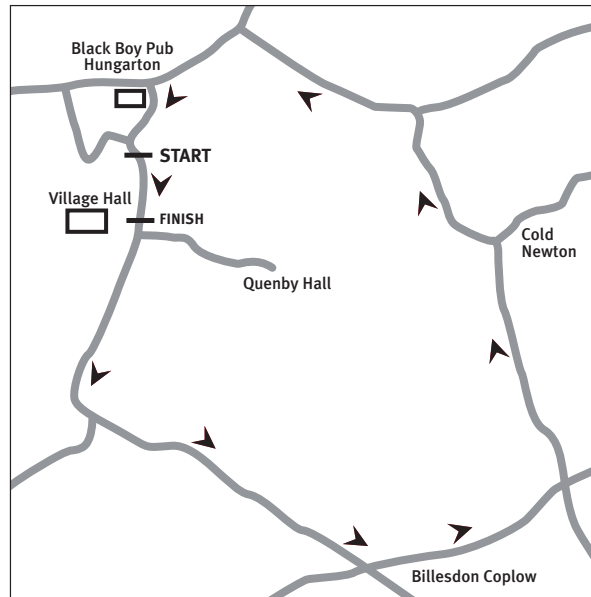 Black Boy Pub
Hungarton
START
Village Hall
FINISH
Cold
Newton
Quenby Hall
Billesdon Coplow